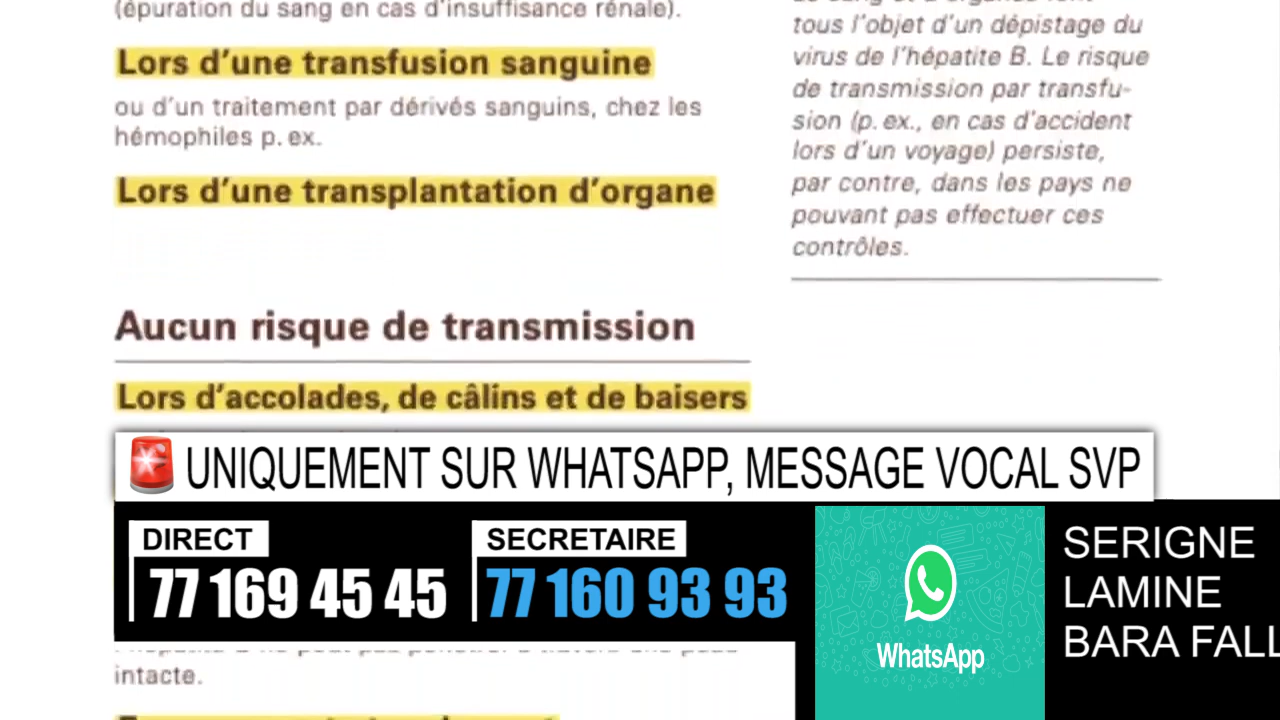 (épuration du sang en cas d'insuffisance rénale).
Lors d'une transfusion sanguine
ou d'un traitement par dérivés sanguins, chez les
hémophiles p. ex.
Lors d'une transplantation d'organe
tous l'objet d'un dépistage du
virus de l'hépatite B. Le risque
de transmission par transfu-
sion (p. ex., en cas d'accident
lors d'un voyage) persiste,
par contre, dans les pays ne
pouvant pas effectuer ces
contrôles.
Aucun risque de transmission
Lors d'accolades, de câlins et de baisers
UNIQUEMENT SUR WHATSAPP, MESSAGE VOCAL SVP
DIRECT
77 169 45 45
SECRETAIRE
77 160 93 93
WhatsApp
SERIGNE
LAMINE
BARA FALL
intacte.